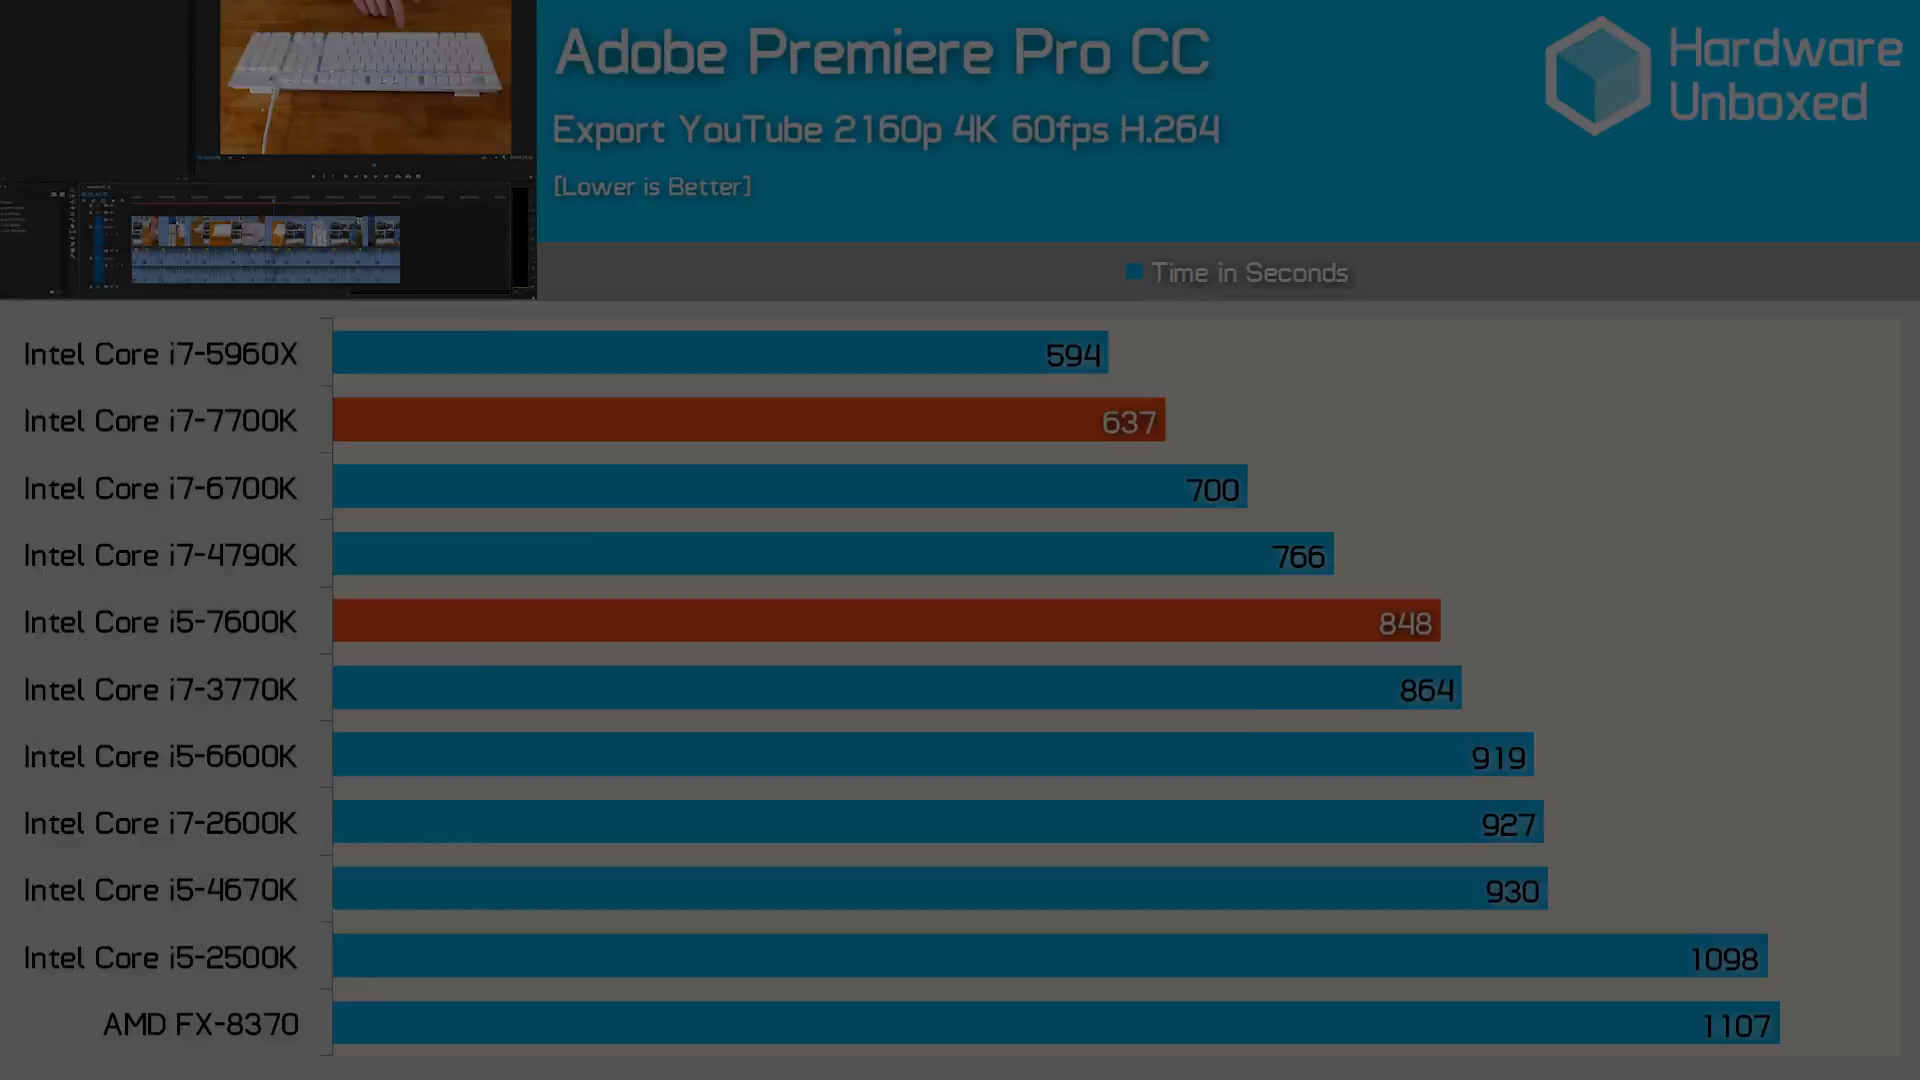 Adobe Premiere Pro CC
Hardware
Unboxed
Export YouTube 2160p 4K 60fps H.264
[Lower is Better]
Time in Seconds
Intel Core i7-5960X 594
Intel Core i7-7700K 637
Intel Core i7-6700K 700
Intel Core i7-4790K 766
Intel Core i5-7600K 848
Intel Core i7-3770K 864
Intel Core i5-6600K 919
Intel Core i7-2600K 927
Intel Core i5-4670K 930
Intel Core i5-2500K 1098
AMD FX-8370 1107